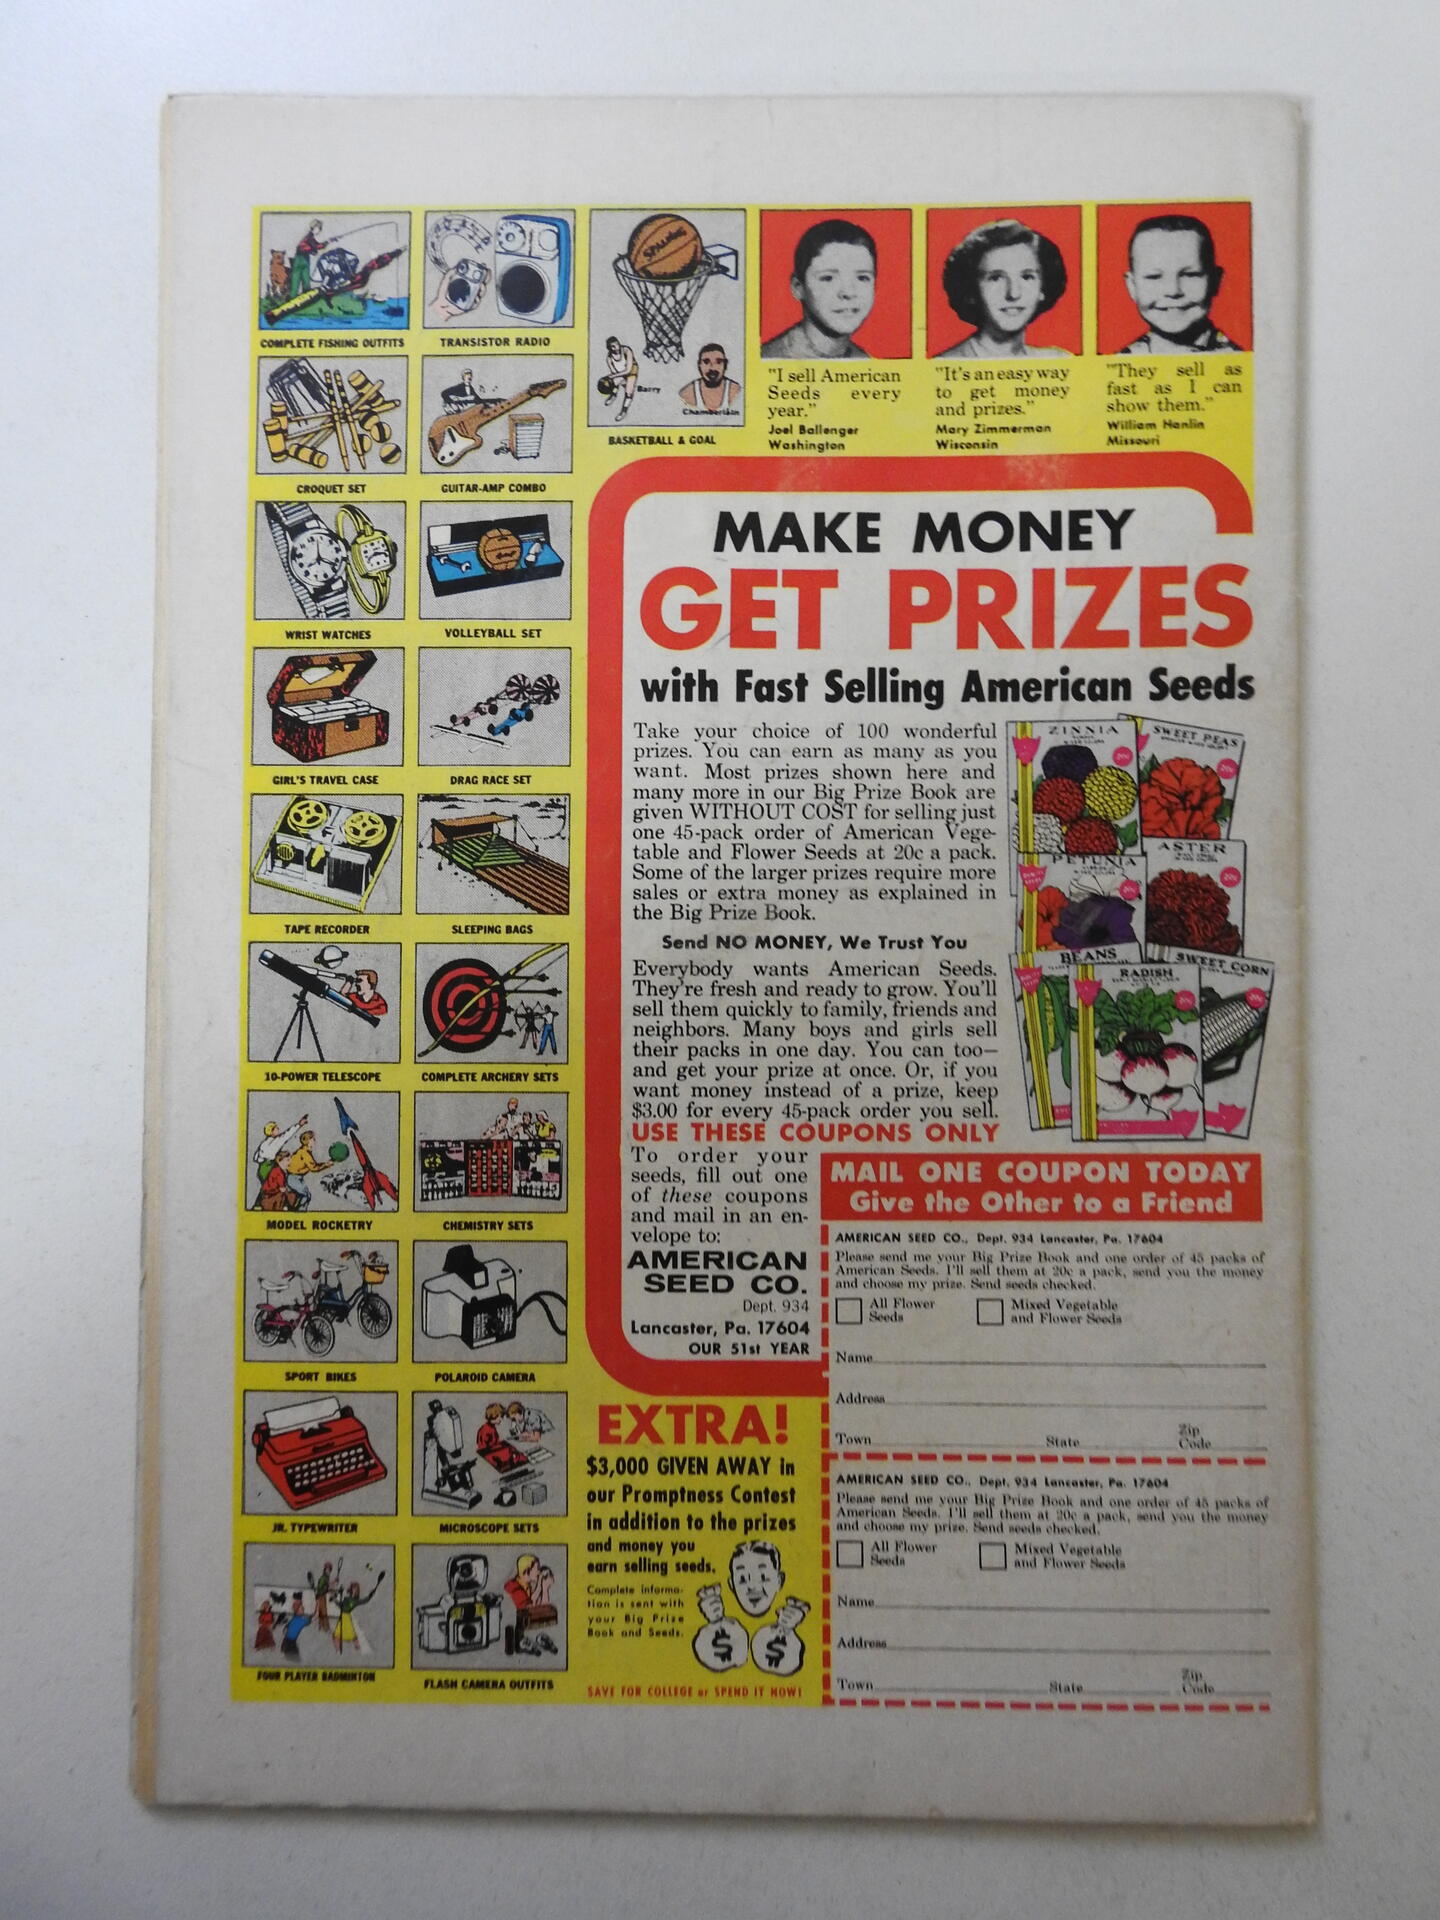 COMPLETE FISHING OUTFITS
TRANSISTOR RADIO
SPALDING
Barry
Chamberlain
BASKETBALL & GOAL
CROQUET SET
GUITAR-AMP COMBO
WRIST WATCHES
VOLLEYBALL SET
GIRL'S TRAVEL CASE
DRAG RACE SET
TAPE RECORDER
SLEEPING BAGS
10-POWER TELESCOPE
COMPLETE ARCHERY SETS
MODEL ROCKETRY
CHEMISTRY SETS
SPORT BIKES
POLAROID CAMERA
JR. TYPEWRITER
MICROSCOPE SETS
FOUR PLAYER BADMINTON
FLASH CAMERA OUTFITS
"I sell American
Seeds every
year."
Joel Ballenger
Washington
"It's an easy way
to get money
and prizes."
Mary Zimmerman
Wisconsin
"They sell as
fast as I can
show them."
William Hanlin
Missouri
MAKE MONEY
GET PRIZES
with Fast Selling American Seeds
Take your choice of 100 wonderful
prizes. You can earn as many as you
want. Most prizes shown here and
many more in our Big Prize Book are
given WITHOUT COST for selling just
one 45-pack order of American Vege-
table and Flower Seeds at 20c a pack.
Some of the larger prizes require more
sales or extra money as explained in
the Big Prize Book.
Send NO MONEY, We Trust You
Everybody wants American Seeds.
They're fresh and ready to grow. You'll
sell them quickly to family, friends and
neighbors. Many boys and girls sell
their packs in one day. You can too—
and get your prize at once. Or, if you
want money instead of a prize, keep
$3.00 for every 45-pack order you sell.
USE THESE COUPONS ONLY
To order your
seeds, fill out one
of these coupons
and mail in an en-
velope to:
AMERICAN
SEED CO.
Dept. 934
Lancaster, Pa. 17604
OUR 51st YEAR
ZINNIA
20c
SWEET PEAS
20c
PETUNIA
20c
ASTER
20c
BEANS
RADISH
20c
SWEET CORN
20c
MAIL ONE COUPON TODAY
Give the Other to a Friend
AMERICAN SEED CO., Dept. 934 Lancaster, Pa. 17604
Please send me your Big Prize Book and one order of 45 packs of
American Seeds. I'll sell them at 20c a pack, send you the money
and choose my prize. Send seeds checked.
All Flower
Seeds
Mixed Vegetable
and Flower Seeds
Name
Address
Town State Zip
Code
AMERICAN SEED CO., Dept. 934 Lancaster, Pa. 17604
Please send me your Big Prize Book and one order of 45 packs of
American Seeds. I'll sell them at 20c a pack, send you the money
and choose my prize. Send seeds checked.
All Flower
Seeds
Mixed Vegetable
and Flower Seeds
Name
Address
Town State Zip
Code
EXTRA!
$3,000 GIVEN AWAY in
our Promptness Contest
in addition to the prizes
and money you
earn selling seeds.
Complete informa-
tion is sent with
your Big Prize
Book and Seeds.
$ $
SAVE FOR COLLEGE or SPEND IT NOW!